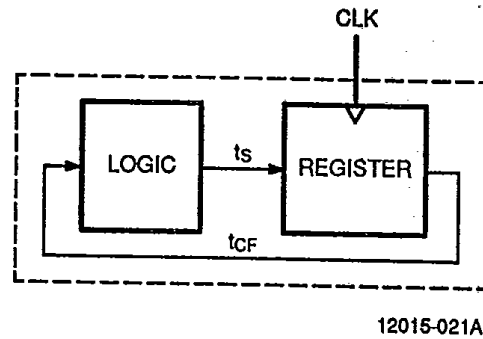 CLK
LOGIC
tS
REGISTER
tCF
12015-021A